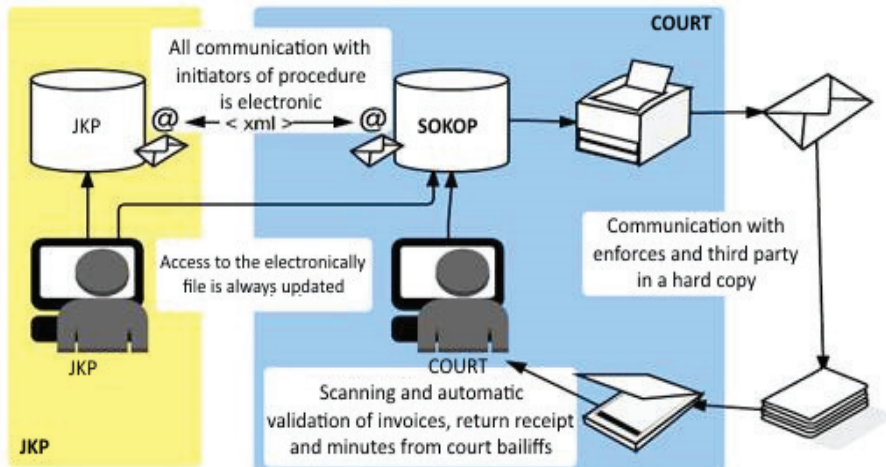 COURT
All communication with
initiators of procedure
is electronic
JKP
@
< xml >
@
SOKOP
Communication with
enforces and third party
in a hard copy
Access to the electronically
file is always updated
JKP
COURT
Scanning and automatic
validation of invoices, return receipt
and minutes from court bailiffs
JKP